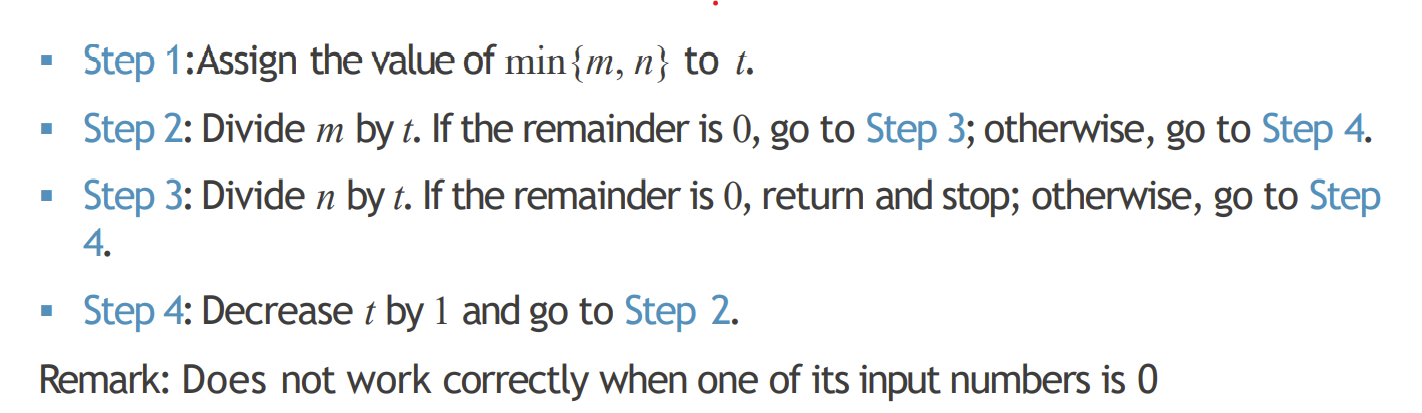 ▪ Step 1:Assign the value of min{m, n} to t.
▪ Step 2: Divide m by t. If the remainder is 0, go to Step 3; otherwise, go to Step 4.
▪ Step 3: Divide n by t. If the remainder is 0, return and stop; otherwise, go to Step
4.
▪ Step 4: Decrease t by 1 and go to Step 2.
Remark: Does not work correctly when one of its input numbers is 0